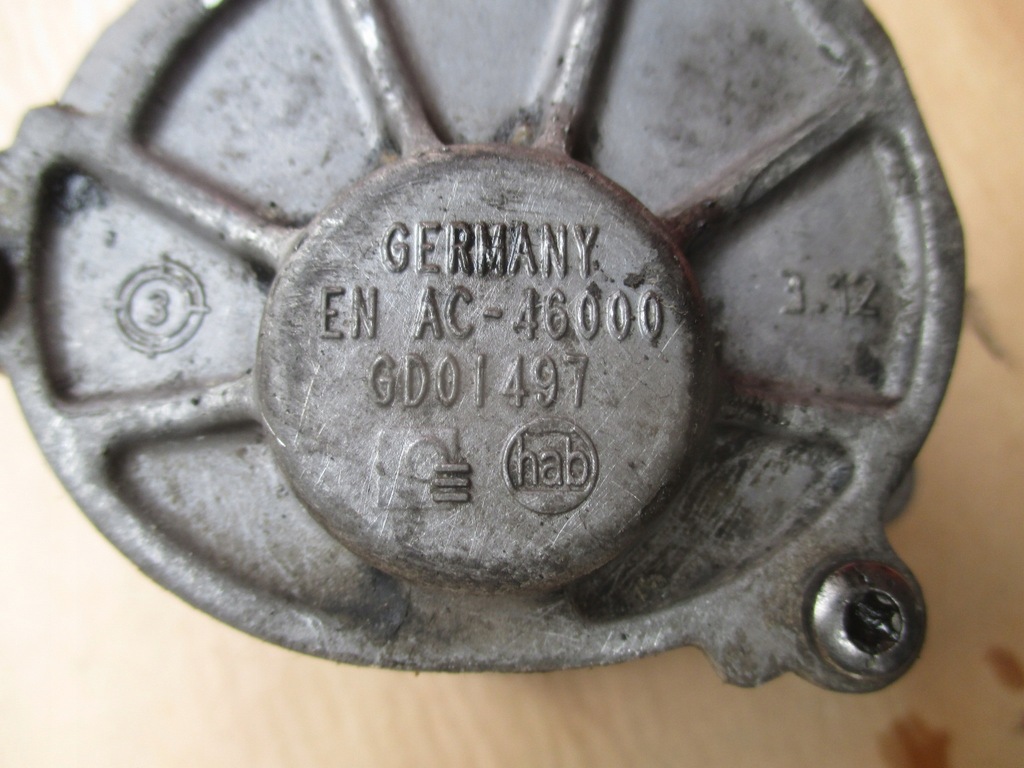 GERMANY
EN AC-46000
GD01497
hab
3
3.12